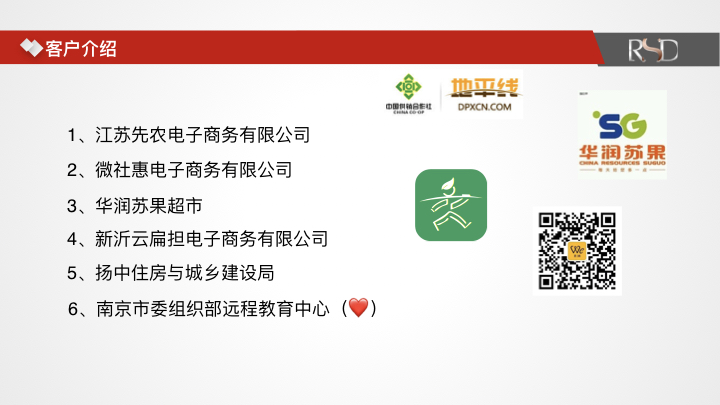 客户介绍
RSD
中国供销合作社
CHINA CO-OP
地平线
DPXCN.COM
SG
华润苏果
CHINA RESOURCES SUGUO
1、江苏先农电子商务有限公司
2、微社惠电子商务有限公司
3、华润苏果超市
4、新沂云扁担电子商务有限公司
5、扬中住房与城乡建设局
6、南京市委组织部远程教育中心（❤️）